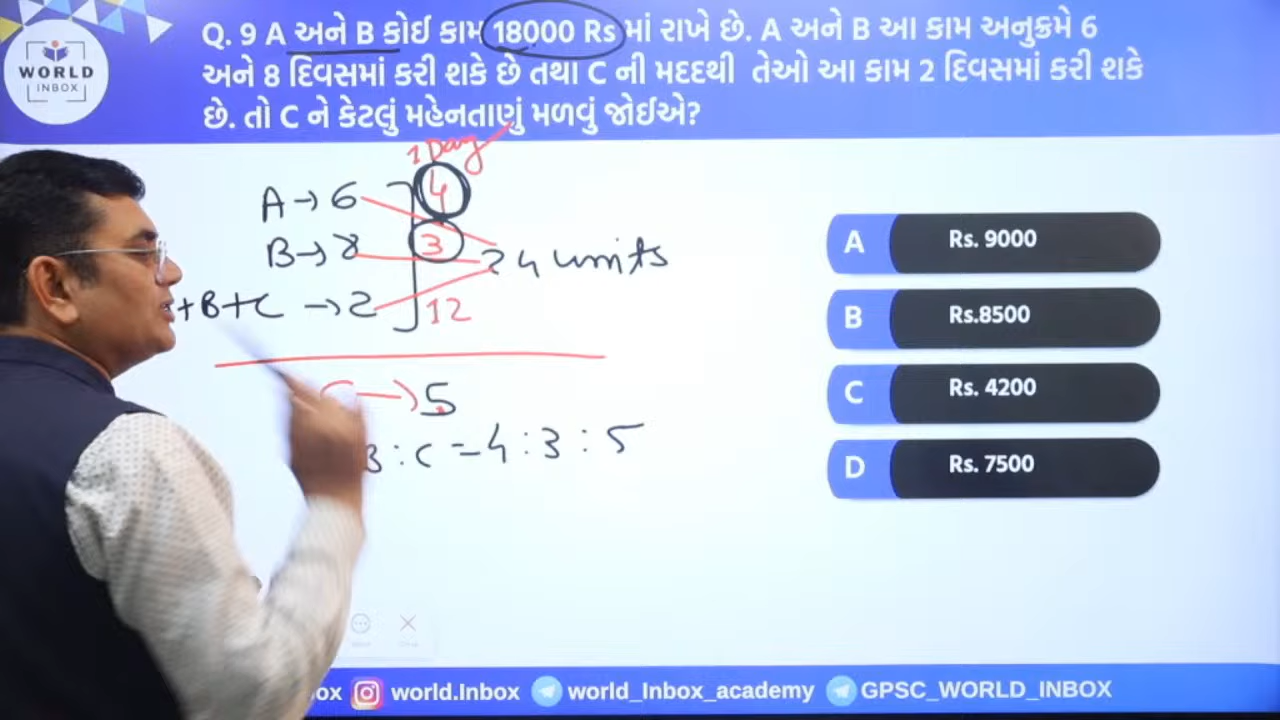 Q. 9 A અને B કોઈ કામ 18000 Rs માં રાખે છે. A અને B આ કામ અનુક્રમે 6
અને 8 દિવસમાં કરી શકે છે તથા C ની મદદથી તેઓ આ કામ 2 દિવસમાં કરી શકે
છે. તો C ને કેટલું મહેનતાણું મળવું જોઈએ?
WORLD
INBOX
1 Day
A → 6 4
B → 8 3 24 units
+B+C → 2 12
C → 5
B : C = 4 : 3 : 5
A Rs. 9000
B Rs.8500
C Rs. 4200
D Rs. 7500
ox world.Inbox world_Inbox_academy GPSC_WORLD_INBOX